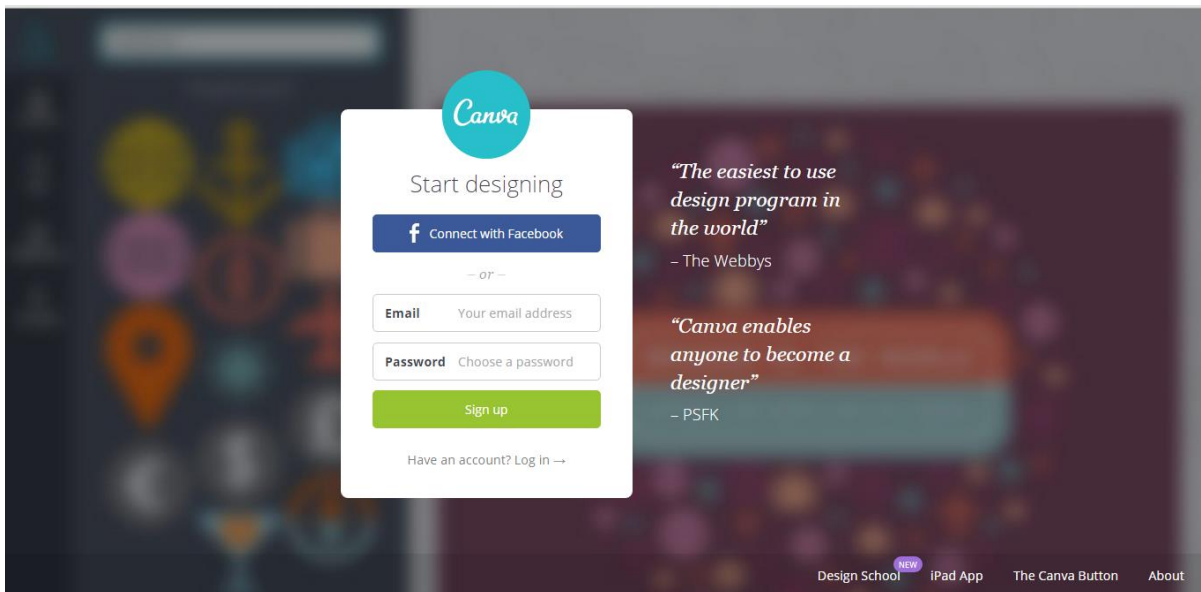 Canva
Start designing
f Connect with Facebook
– or –
Email Your email address
Password Choose a password
Sign up
Have an account? Log in →
“The easiest to use
design program in
the world”
– The Webbys
“Canva enables
anyone to become a
designer”
– PSFK
Design School NEW iPad App The Canva Button About